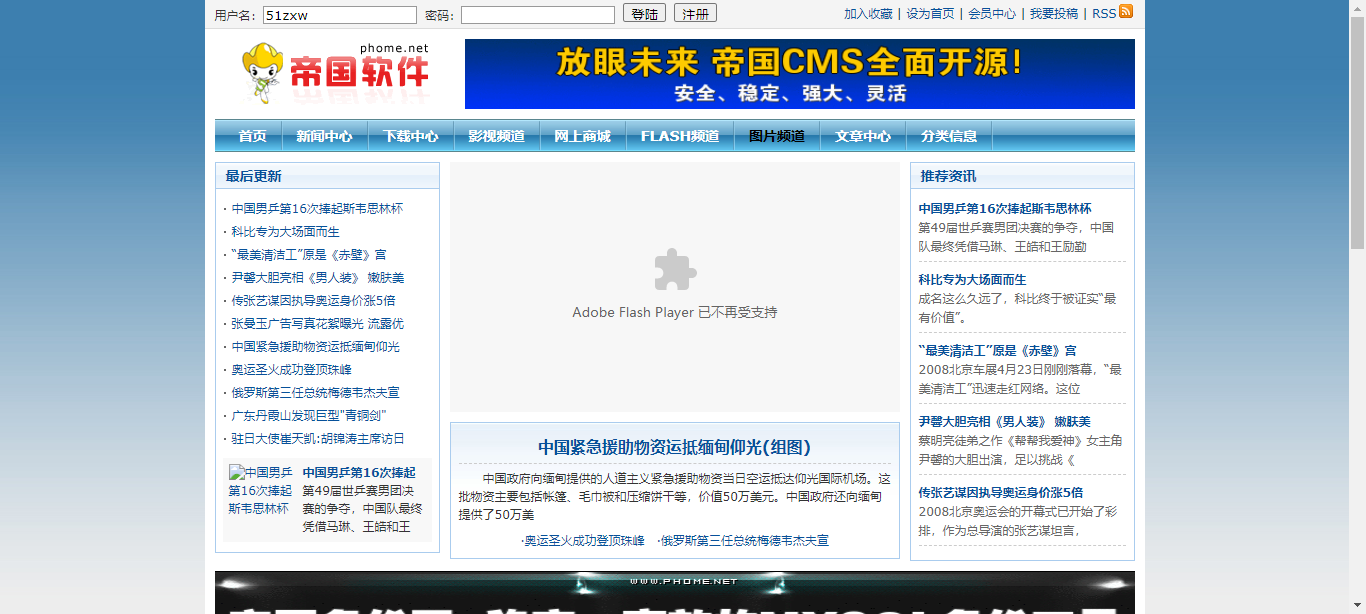 用户名： 51zxw 密码： 登陆 注册 加入收藏 | 设为首页 | 会员中心 | 我要投稿 | RSS
phome.net
帝国软件
放眼未来 帝国CMS全面开源！
安全、稳定、强大、灵活
首页 新闻中心 下载中心 影视频道 网上商城 FLASH频道 图片频道 文章中心 分类信息
最后更新
· 中国男乒第16次捧起斯韦思林杯
· 科比专为大场面而生
· “最美清洁工”原是《赤壁》宫
· 尹馨大胆亮相《男人装》 嫩肤美
· 传张艺谋因执导奥运身价涨5倍
· 张曼玉广告写真花絮曝光 流露优
· 中国紧急援助物资运抵缅甸仰光
· 奥运圣火成功登顶珠峰
· 俄罗斯第三任总统梅德韦杰夫宣
· 广东丹霞山发现巨型"青铜剑"
· 驻日大使崔天凯:胡锦涛主席访日
中国男乒
第16次捧起
斯韦思林杯
中国男乒第16次捧起
第49届世乒赛男团决
赛的争夺，中国队最终
凭借马琳、王皓和王
Adobe Flash Player 已不再受支持
中国紧急援助物资运抵缅甸仰光(组图)
中国政府向缅甸提供的人道主义紧急援助物资当日空运抵达仰光国际机场。这
批物资主要包括帐篷、毛巾被和压缩饼干等，价值50万美元。中国政府还向缅甸
提供了50万美
·奥运圣火成功登顶珠峰 ·俄罗斯第三任总统梅德韦杰夫宣
推荐资讯
中国男乒第16次捧起斯韦思林杯
第49届世乒赛男团决赛的争夺，中国
队最终凭借马琳、王皓和王励勤
科比专为大场面而生
成名这么久远了，科比终于被证实“最
有价值”。
“最美清洁工”原是《赤壁》宫
2008北京车展4月23日刚刚落幕，“最
美清洁工”迅速走红网络。这位
尹馨大胆亮相《男人装》 嫩肤美
蔡明亮徒弟之作《帮帮我爱神》女主角
尹馨的大胆出演，足以挑战《
传张艺谋因执导奥运身价涨5倍
2008北京奥运会的开幕式已开始了彩
排，作为总导演的张艺谋坦言，
WWW.PHOME.NET